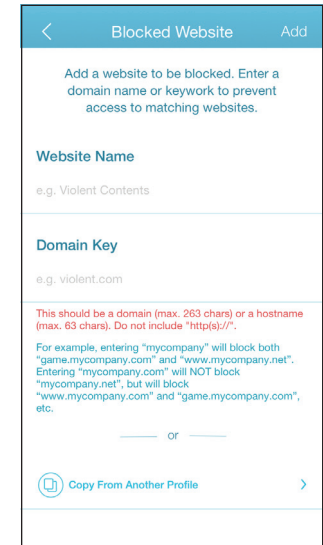 Blocked Website
Add
Add a website to be blocked. Enter a
domain name or keywork to prevent
access to matching websites.
Website Name
e.g. Violent Contents
Domain Key
e.g. violent.com
This should be a domain (max. 263 chars) or a hostname
(max. 63 chars). Do not include "http(s)://".
For example, entering “mycompany” will block both
“game.mycompany.com” and “www.mycompany.net”.
Entering “mycompany.com” will NOT block
“mycompany.net”, but will block
“www.mycompany.com” and “game.mycompany.com”,
etc.
or
Copy From Another Profile